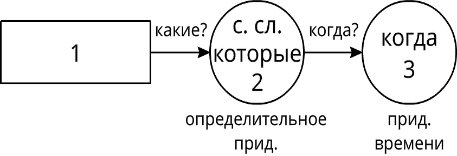 1
какие?
с. сл.
которые
2
определительное
прид.
когда?
когда
3
прид.
времени